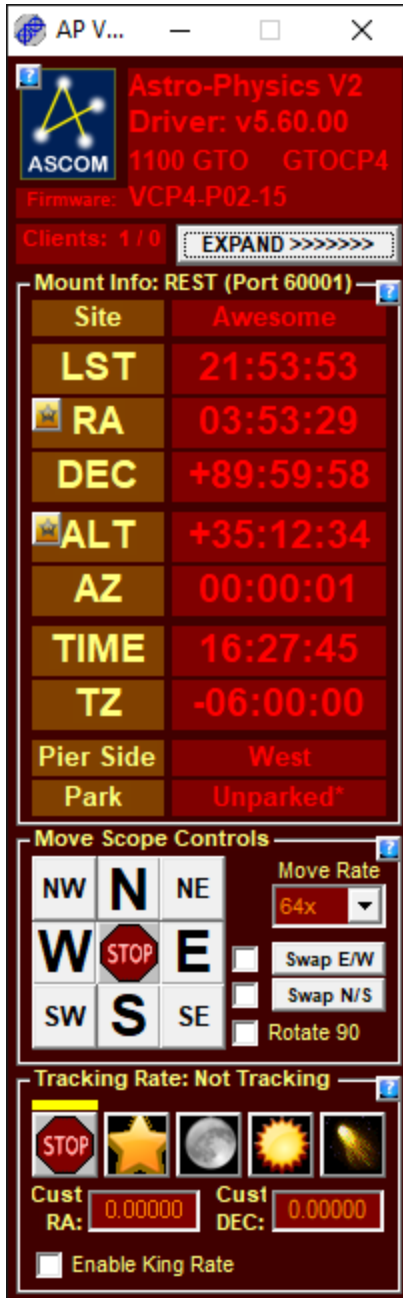 AP V...
Astro-Physics V2
Driver: v5.60.00
ASCOM 1100 GTO GTOCP4
Firmware: VCP4-P02-15
Clients: 1 / 0 EXPAND >>>>>>>
Mount Info: REST (Port 60001)
Site Awesome
LST 21:53:53
RA 03:53:29
DEC +89:59:58
ALT +35:12:34
AZ 00:00:01
TIME 16:27:45
TZ -06:00:00
Pier Side West
Park Unparked*
Move Scope Controls
NW N NE
Move Rate
64x
W STOP E
Swap E/W
Swap N/S
SW S SE
Rotate 90
Tracking Rate: Not Tracking
STOP
Cust RA: 0.00000 Cust DEC: 0.00000
Enable King Rate